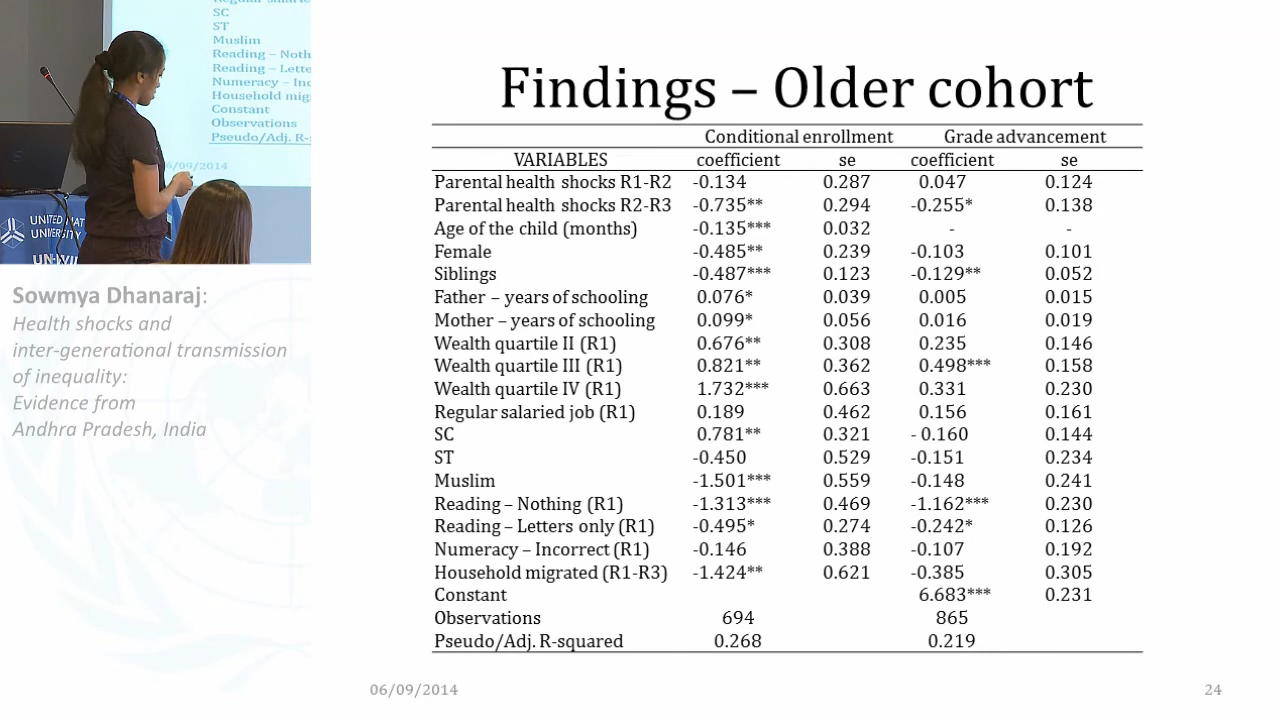 Regular salarie
SC
ST
Muslim
Reading – Noth
Reading – Lette
Numeracy – Inc
Household mig
Constant
Observations
Pseudo/Adj. R-s
6/09/2014
UNITED NAT
UNIVERSI
UNU-WI
Sowmya Dhanaraj:
Health shocks and
inter-generational transmission
of inequality:
Evidence from
Andhra Pradesh, India
Findings – Older cohort
Conditional enrollment Grade advancement
VARIABLES coefficient se coefficient se
Parental health shocks R1-R2 -0.134 0.287 0.047 0.124
Parental health shocks R2-R3 -0.735** 0.294 -0.255* 0.138
Age of the child (months) -0.135*** 0.032 - -
Female -0.485** 0.239 -0.103 0.101
Siblings -0.487*** 0.123 -0.129** 0.052
Father – years of schooling 0.076* 0.039 0.005 0.015
Mother – years of schooling 0.099* 0.056 0.016 0.019
Wealth quartile II (R1) 0.676** 0.308 0.235 0.146
Wealth quartile III (R1) 0.821** 0.362 0.498*** 0.158
Wealth quartile IV (R1) 1.732*** 0.663 0.331 0.230
Regular salaried job (R1) 0.189 0.462 0.156 0.161
SC 0.781** 0.321 - 0.160 0.144
ST -0.450 0.529 -0.151 0.234
Muslim -1.501*** 0.559 -0.148 0.241
Reading – Nothing (R1) -1.313*** 0.469 -1.162*** 0.230
Reading – Letters only (R1) -0.495* 0.274 -0.242* 0.126
Numeracy – Incorrect (R1) -0.146 0.388 -0.107 0.192
Household migrated (R1-R3) -1.424** 0.621 -0.385 0.305
Constant 6.683*** 0.231
Observations 694 865
Pseudo/Adj. R-squared 0.268 0.219
06/09/2014 24